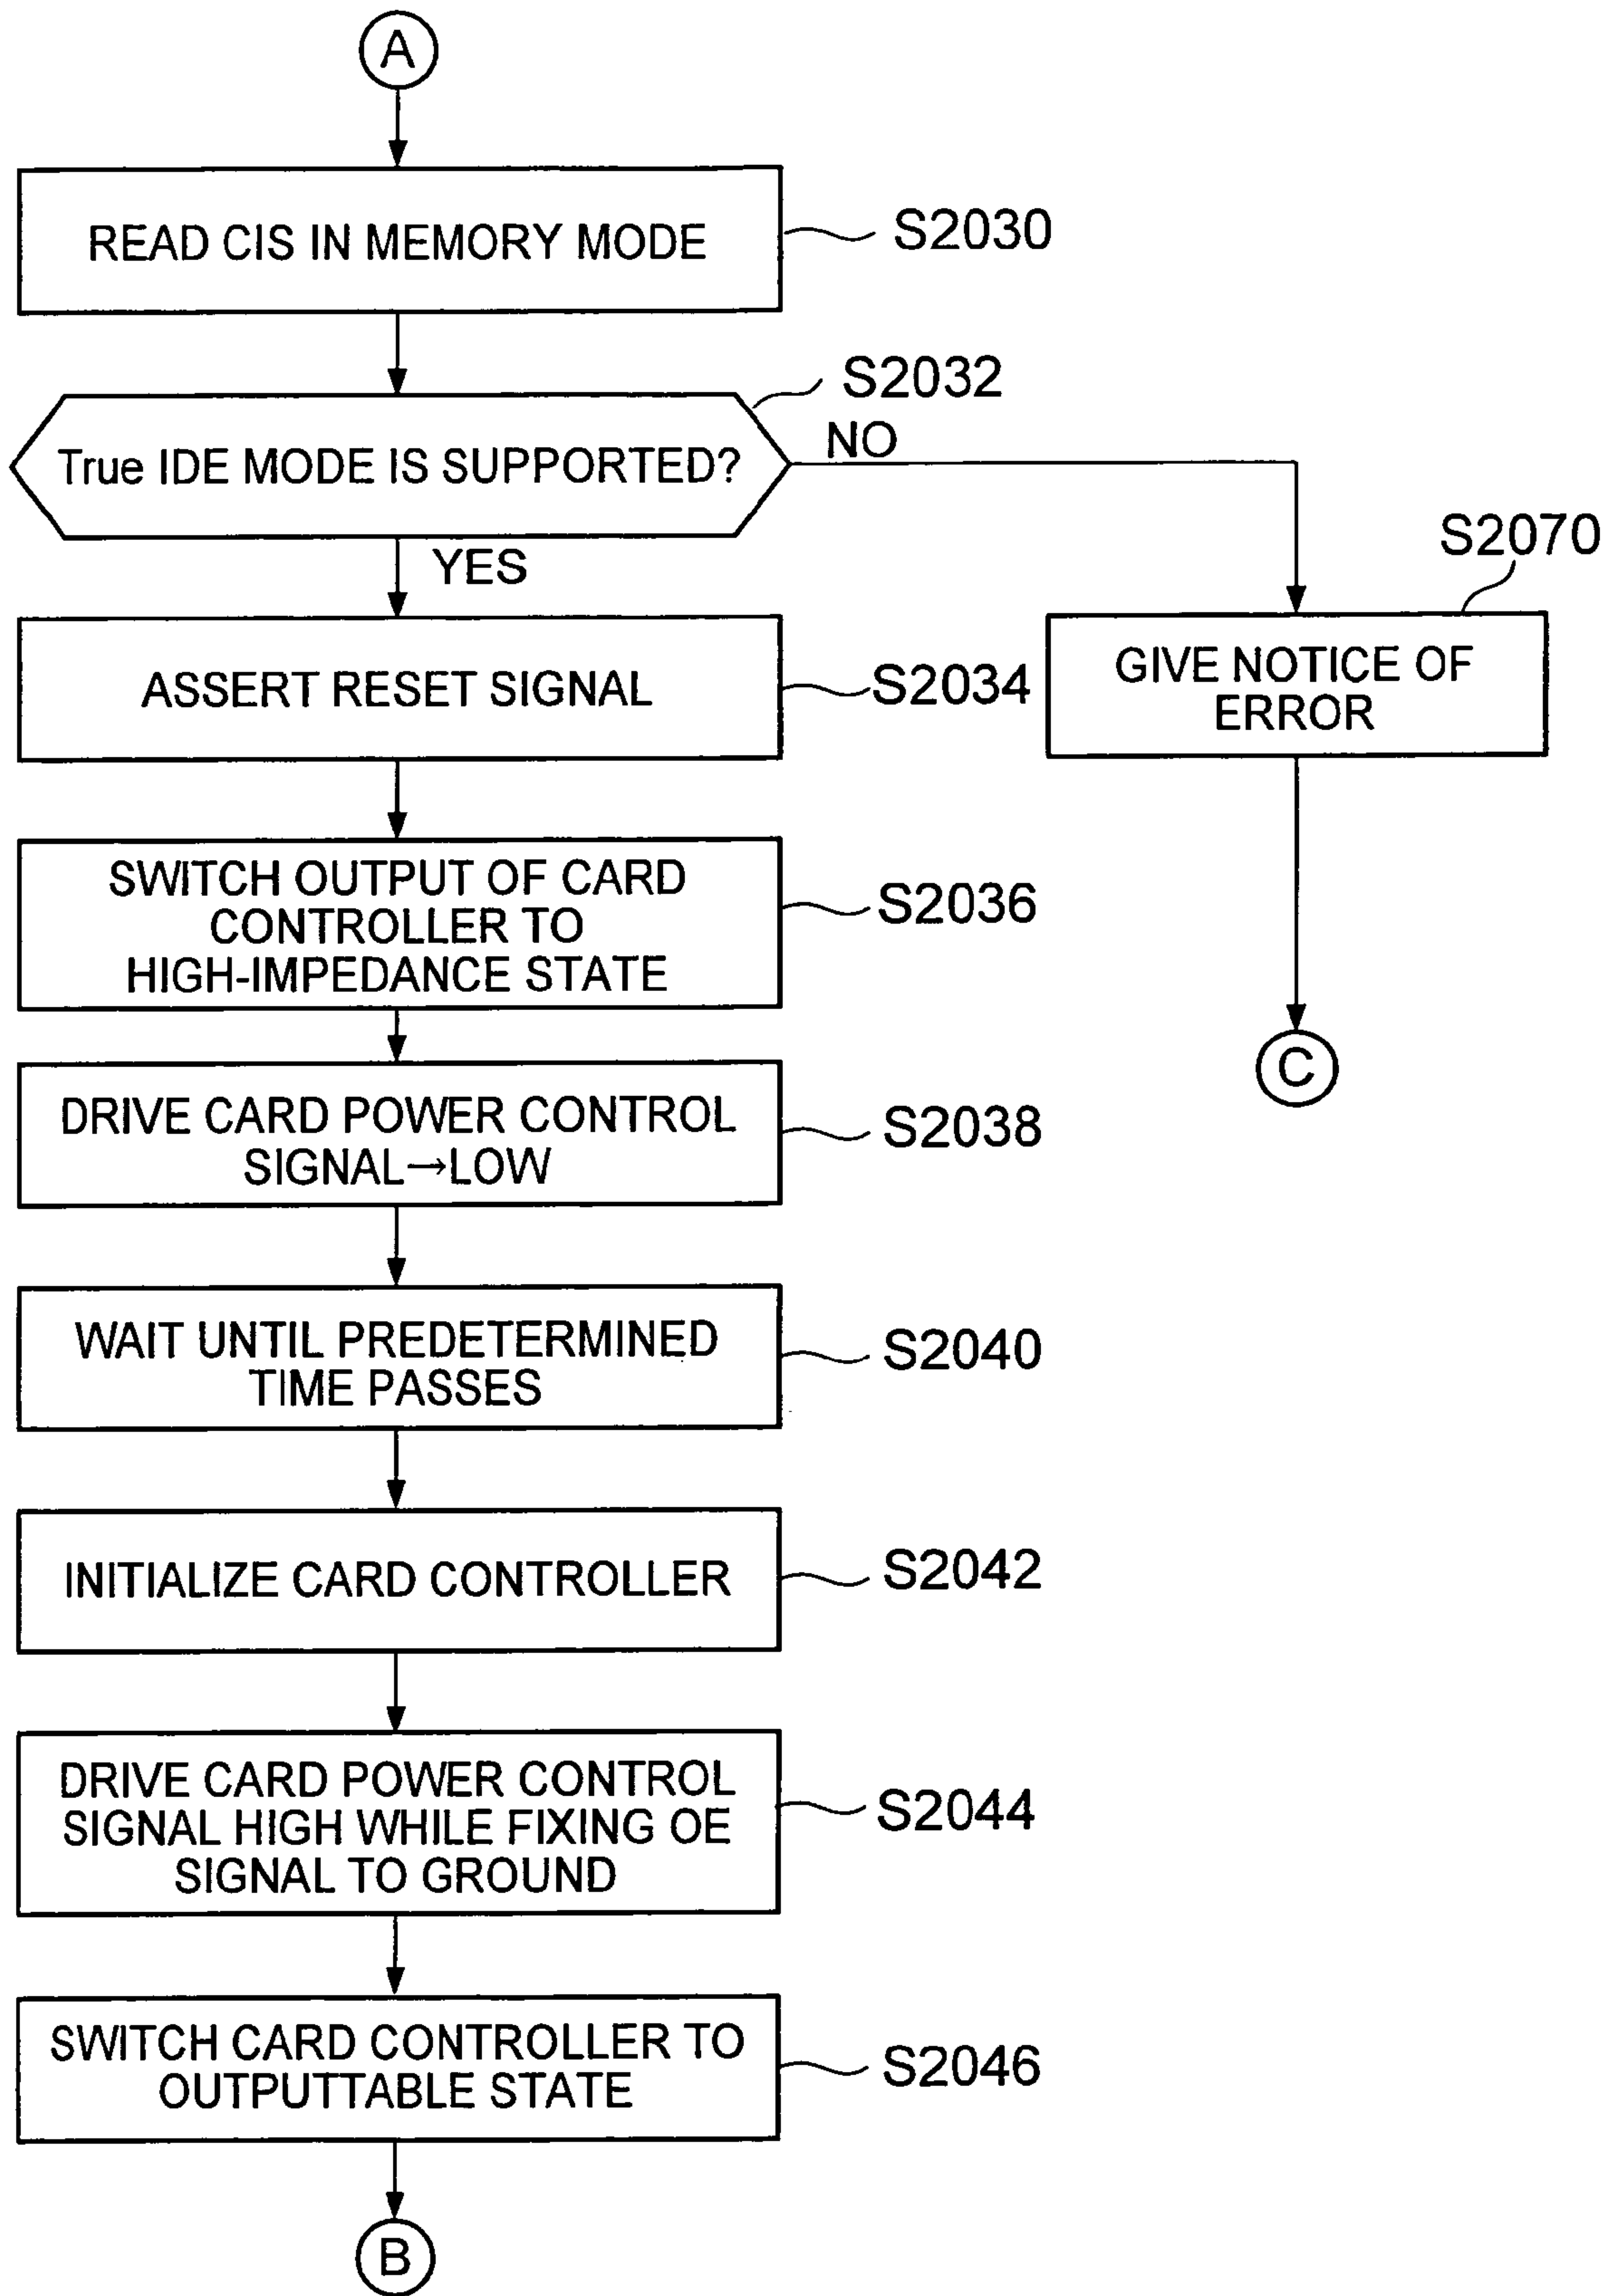 A
READ CIS IN MEMORY MODE
S2030
S2032
True IDE MODE IS SUPPORTED?
NO
YES
S2070
ASSERT RESET SIGNAL
S2034
GIVE NOTICE OF
ERROR
SWITCH OUTPUT OF CARD
CONTROLLER TO
HIGH-IMPEDANCE STATE
S2036
C
DRIVE CARD POWER CONTROL
SIGNAL→LOW
S2038
WAIT UNTIL PREDETERMINED
TIME PASSES
S2040
INITIALIZE CARD CONTROLLER
S2042
DRIVE CARD POWER CONTROL
SIGNAL HIGH WHILE FIXING OE
SIGNAL TO GROUND
S2044
SWITCH CARD CONTROLLER TO
OUTPUTTABLE STATE
S2046
B